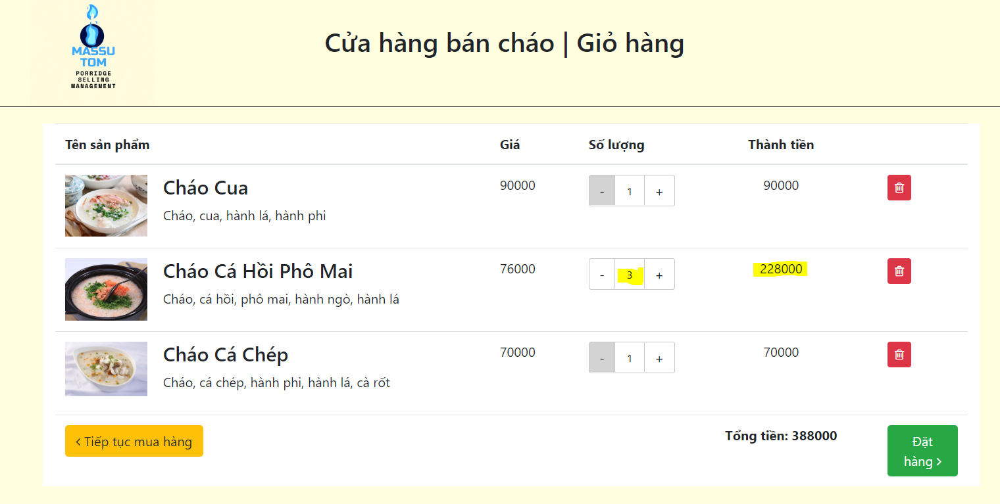 MASSU
TOM
PORRIDGE
SELLING
MANAGEMENT
Cửa hàng bán cháo | Giỏ hàng
Tên sản phẩm Giá Số lượng Thành tiền
Cháo Cua 90000 - 1 + 90000
Cháo, cua, hành lá, hành phi
Cháo Cá Hồi Phô Mai 76000 - 3 + 228000
Cháo, cá hồi, phô mai, hành ngò, hành lá
Cháo Cá Chép 70000 - 1 + 70000
Cháo, cá chép, hành phi, hành lá, cà rốt
< Tiếp tục mua hàng Tổng tiền: 388000 Đặt
hàng >